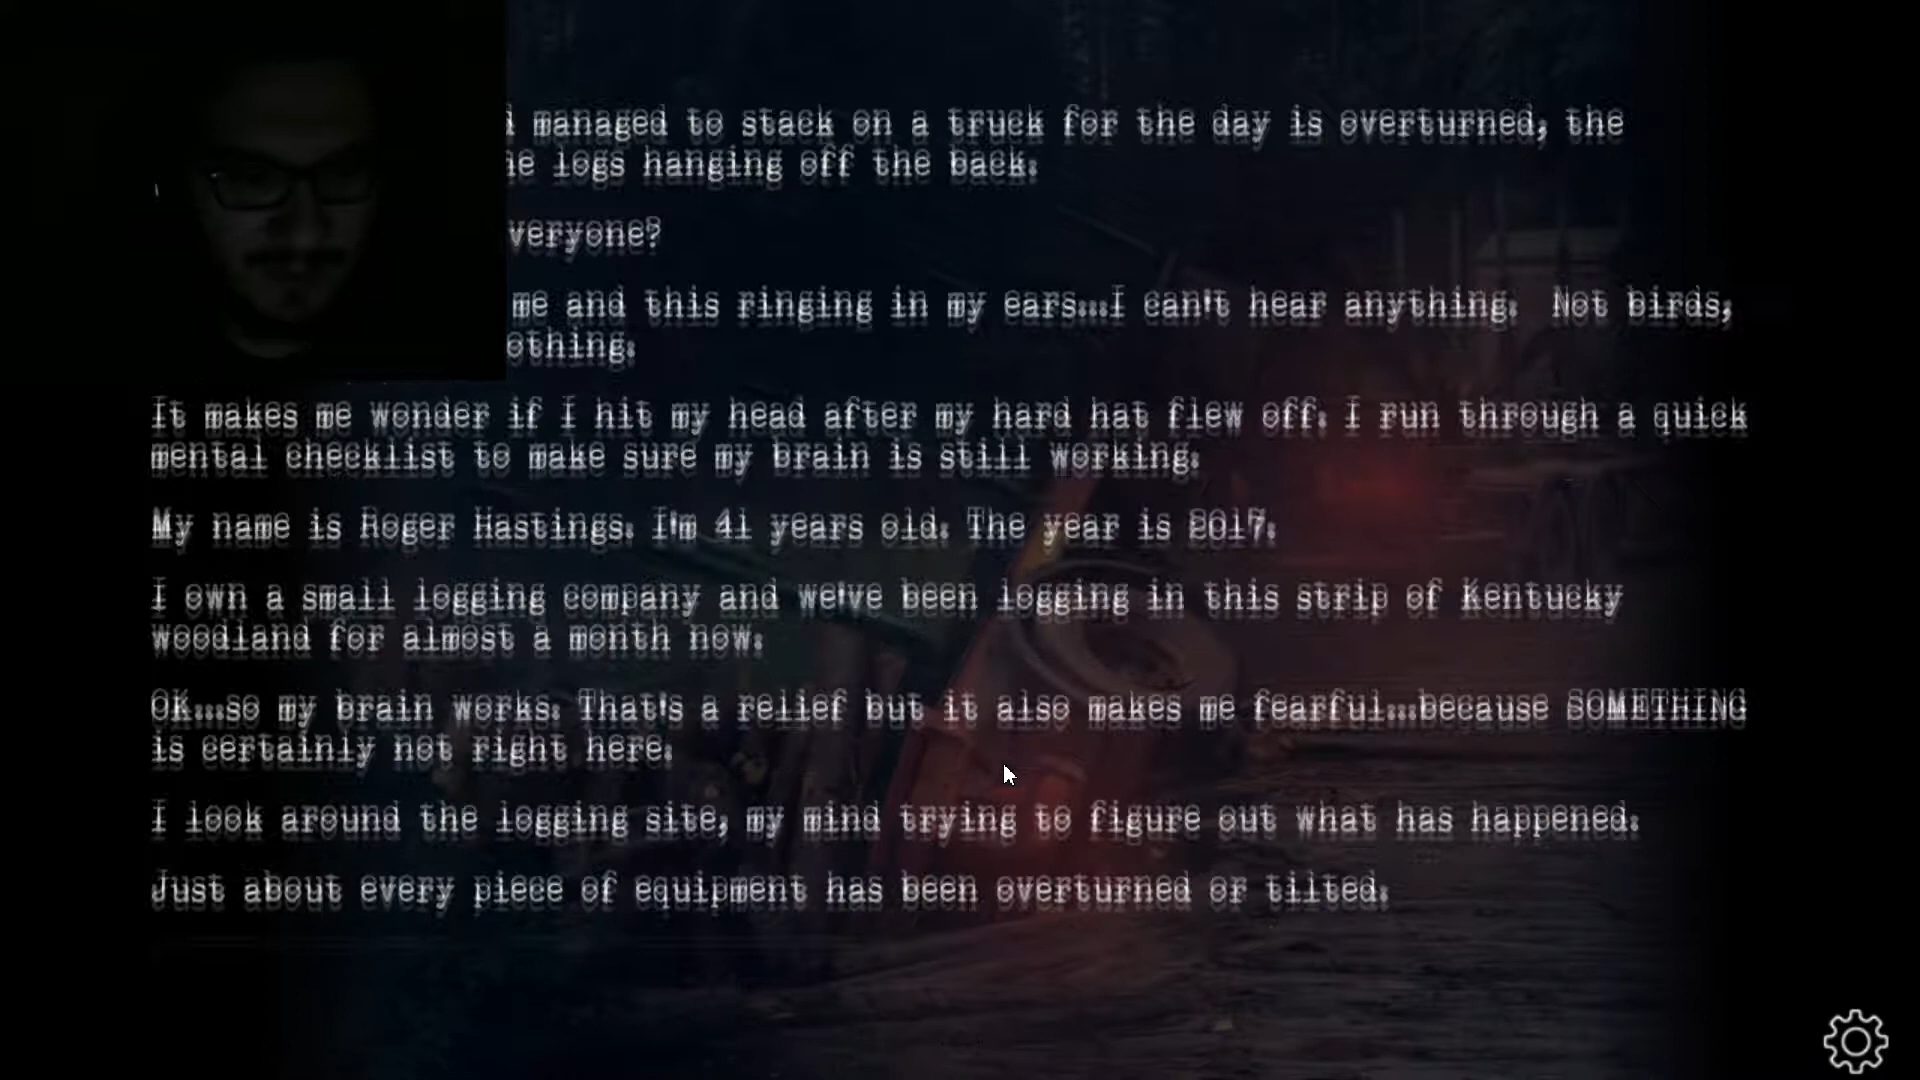 managed to stack on a truck for the day is overturned, the
logs hanging off the back.
veryone?
me and this ringing in my ears...I can't hear anything. Not birds,
othing.
It makes me wonder if I hit my head after my hard hat flew off. I run through a quick
mental checklist to make sure my brain is still working.
My name is Roger Hastings. I'm 41 years old. The year is 2017.
I own a small logging company and we've been logging in this strip of Kentucky
woodland for almost a month now.
OK...so my brain works. That's a relief but it also makes me fearful...because SOMETHING
is certainly not right here.
I look around the logging site, my mind trying to figure out what has happened.
Just about every piece of equipment has been overturned or tilted.